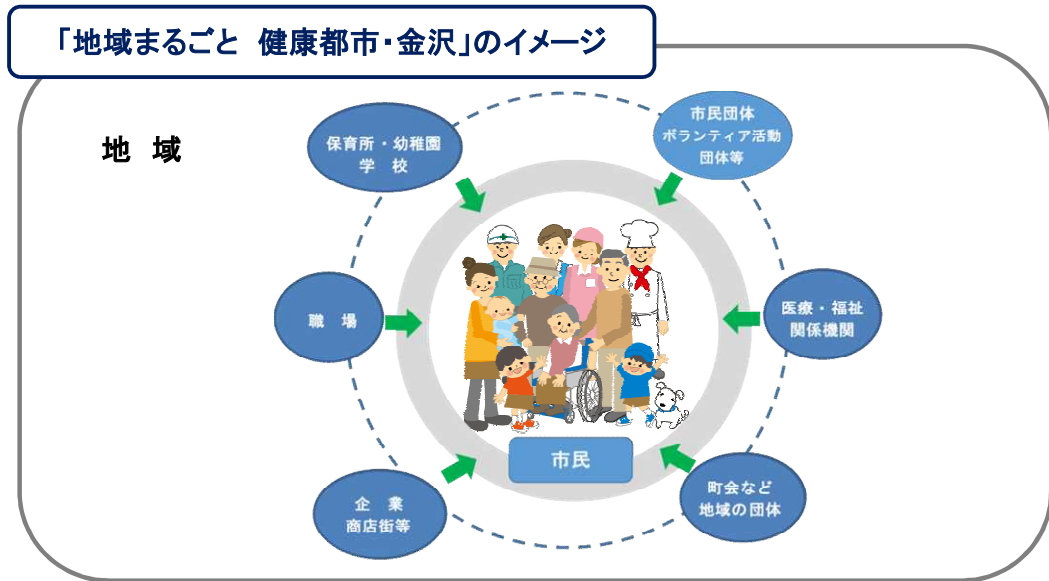 「地域まるごと 健康都市・金沢」のイメージ
地 域
保育所・幼稚園
学 校
市民団体
ボランティア活動
団体等
職 場
医療・福祉
関係機関
企 業
商店街等
町会など
地域の団体
市民